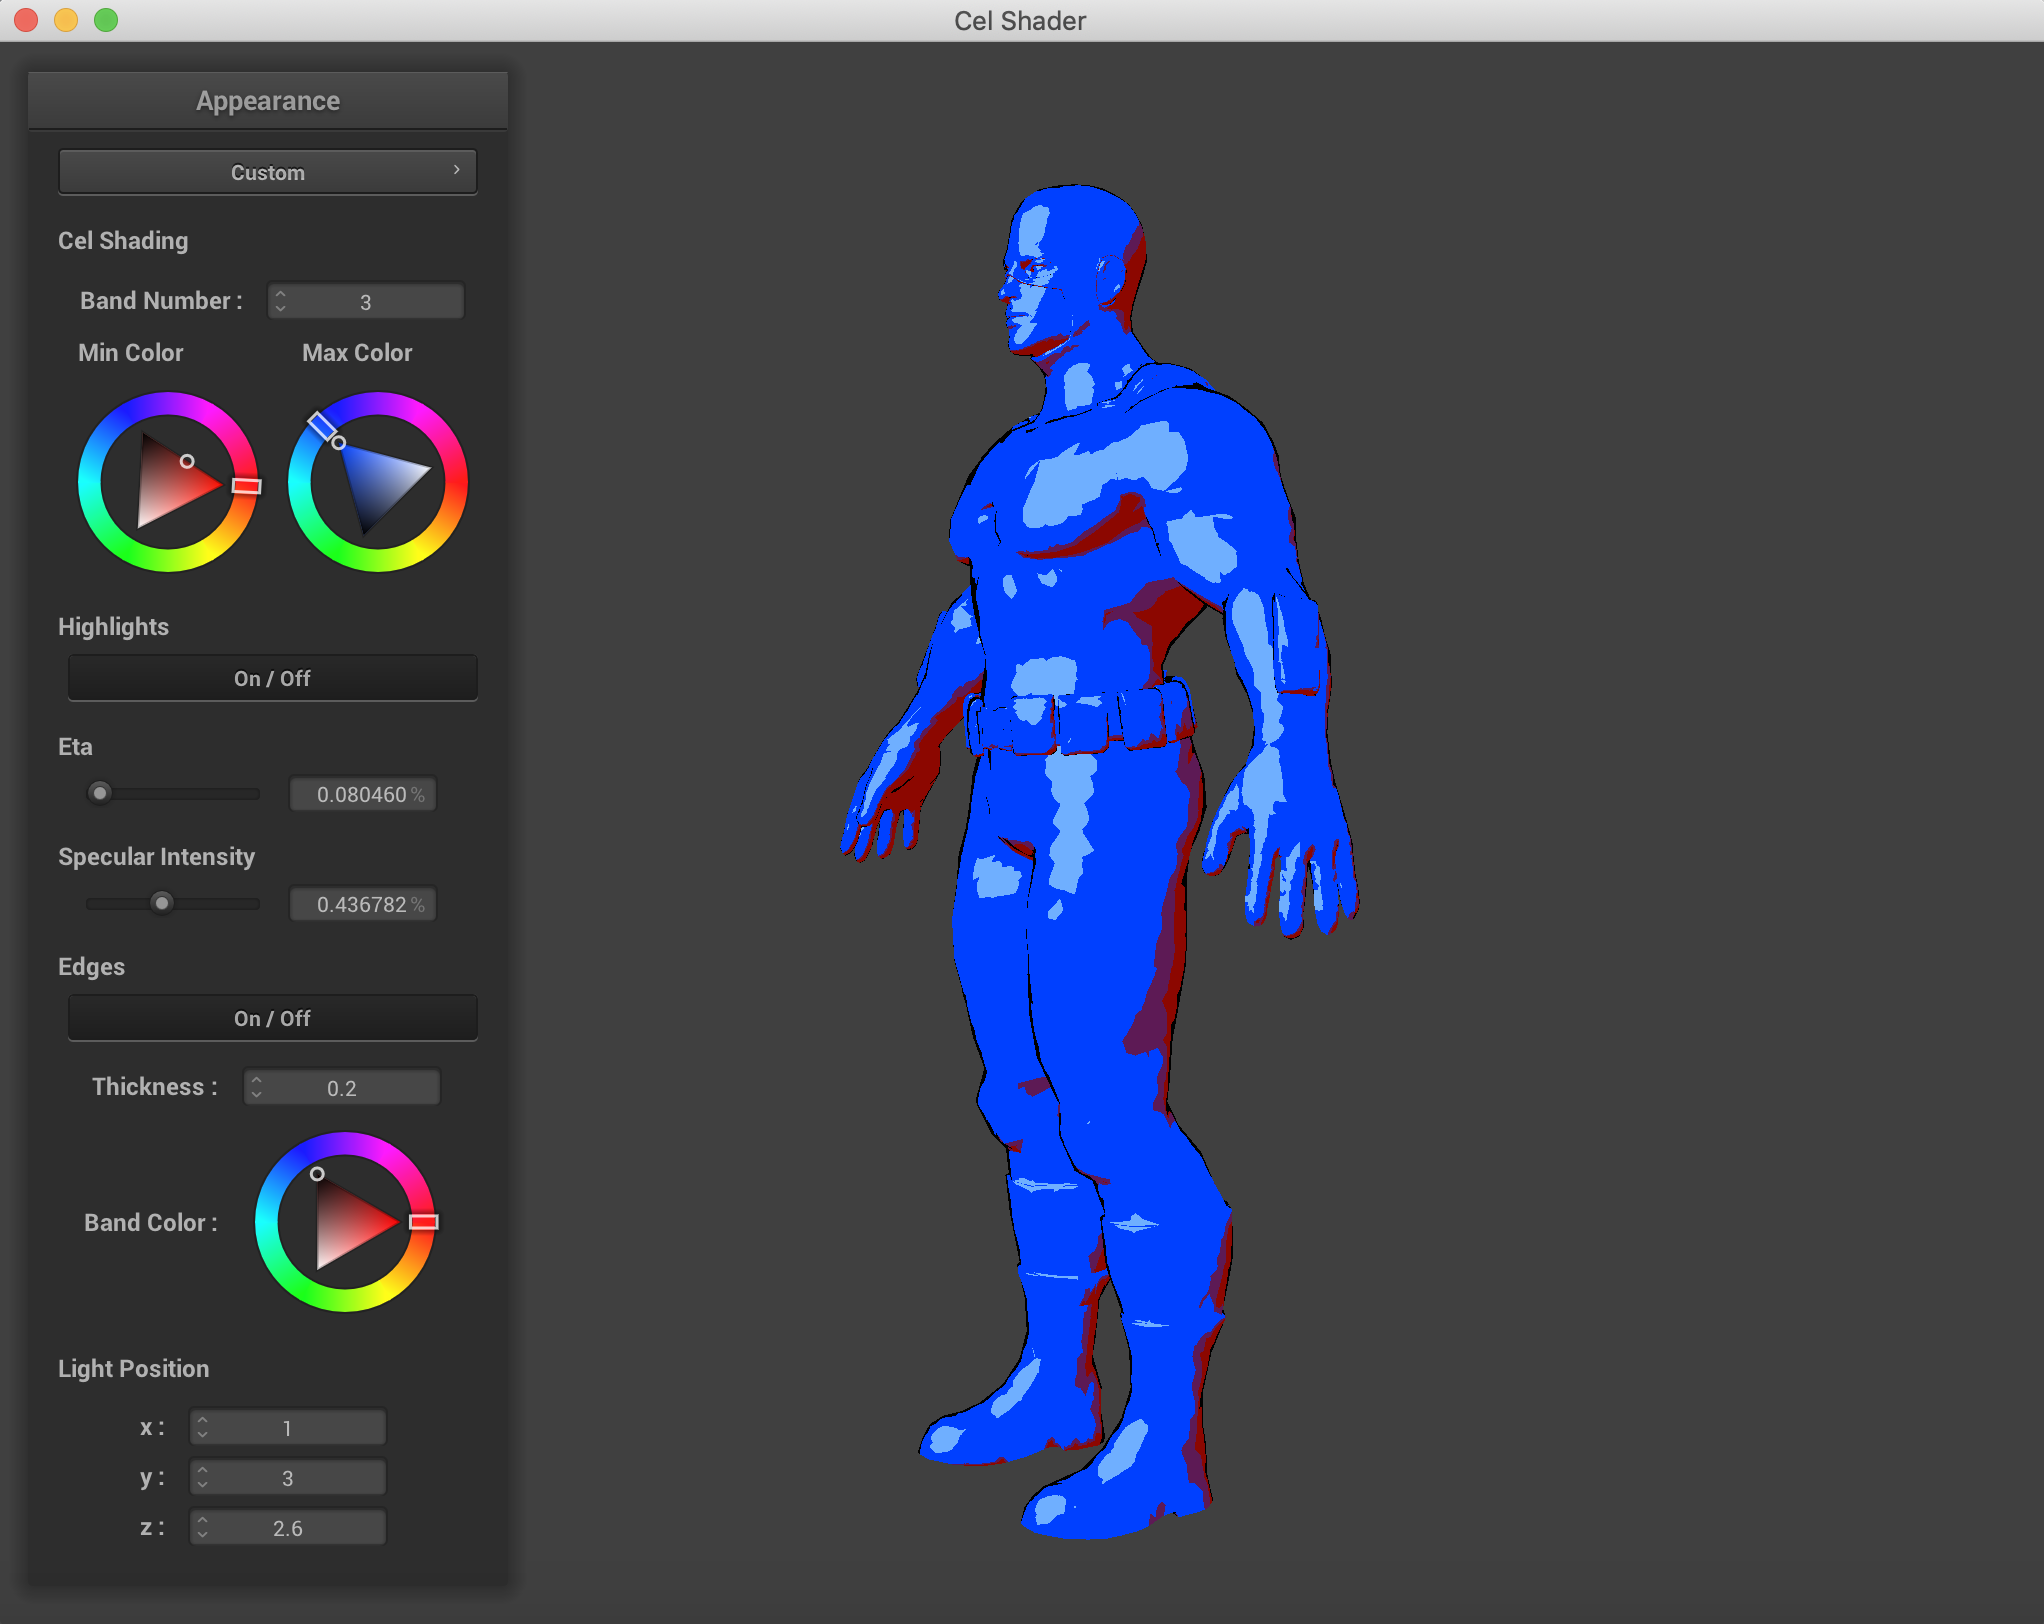 Cel Shader
Appearance
Custom
Cel Shading
Band Number : 3
Min Color Max Color
Highlights
On / Off
Eta
0.080460 %
Specular Intensity
0.436782 %
Edges
On / Off
Thickness : 0.2
Band Color :
Light Position
x : 1
y : 3
z : 2.6